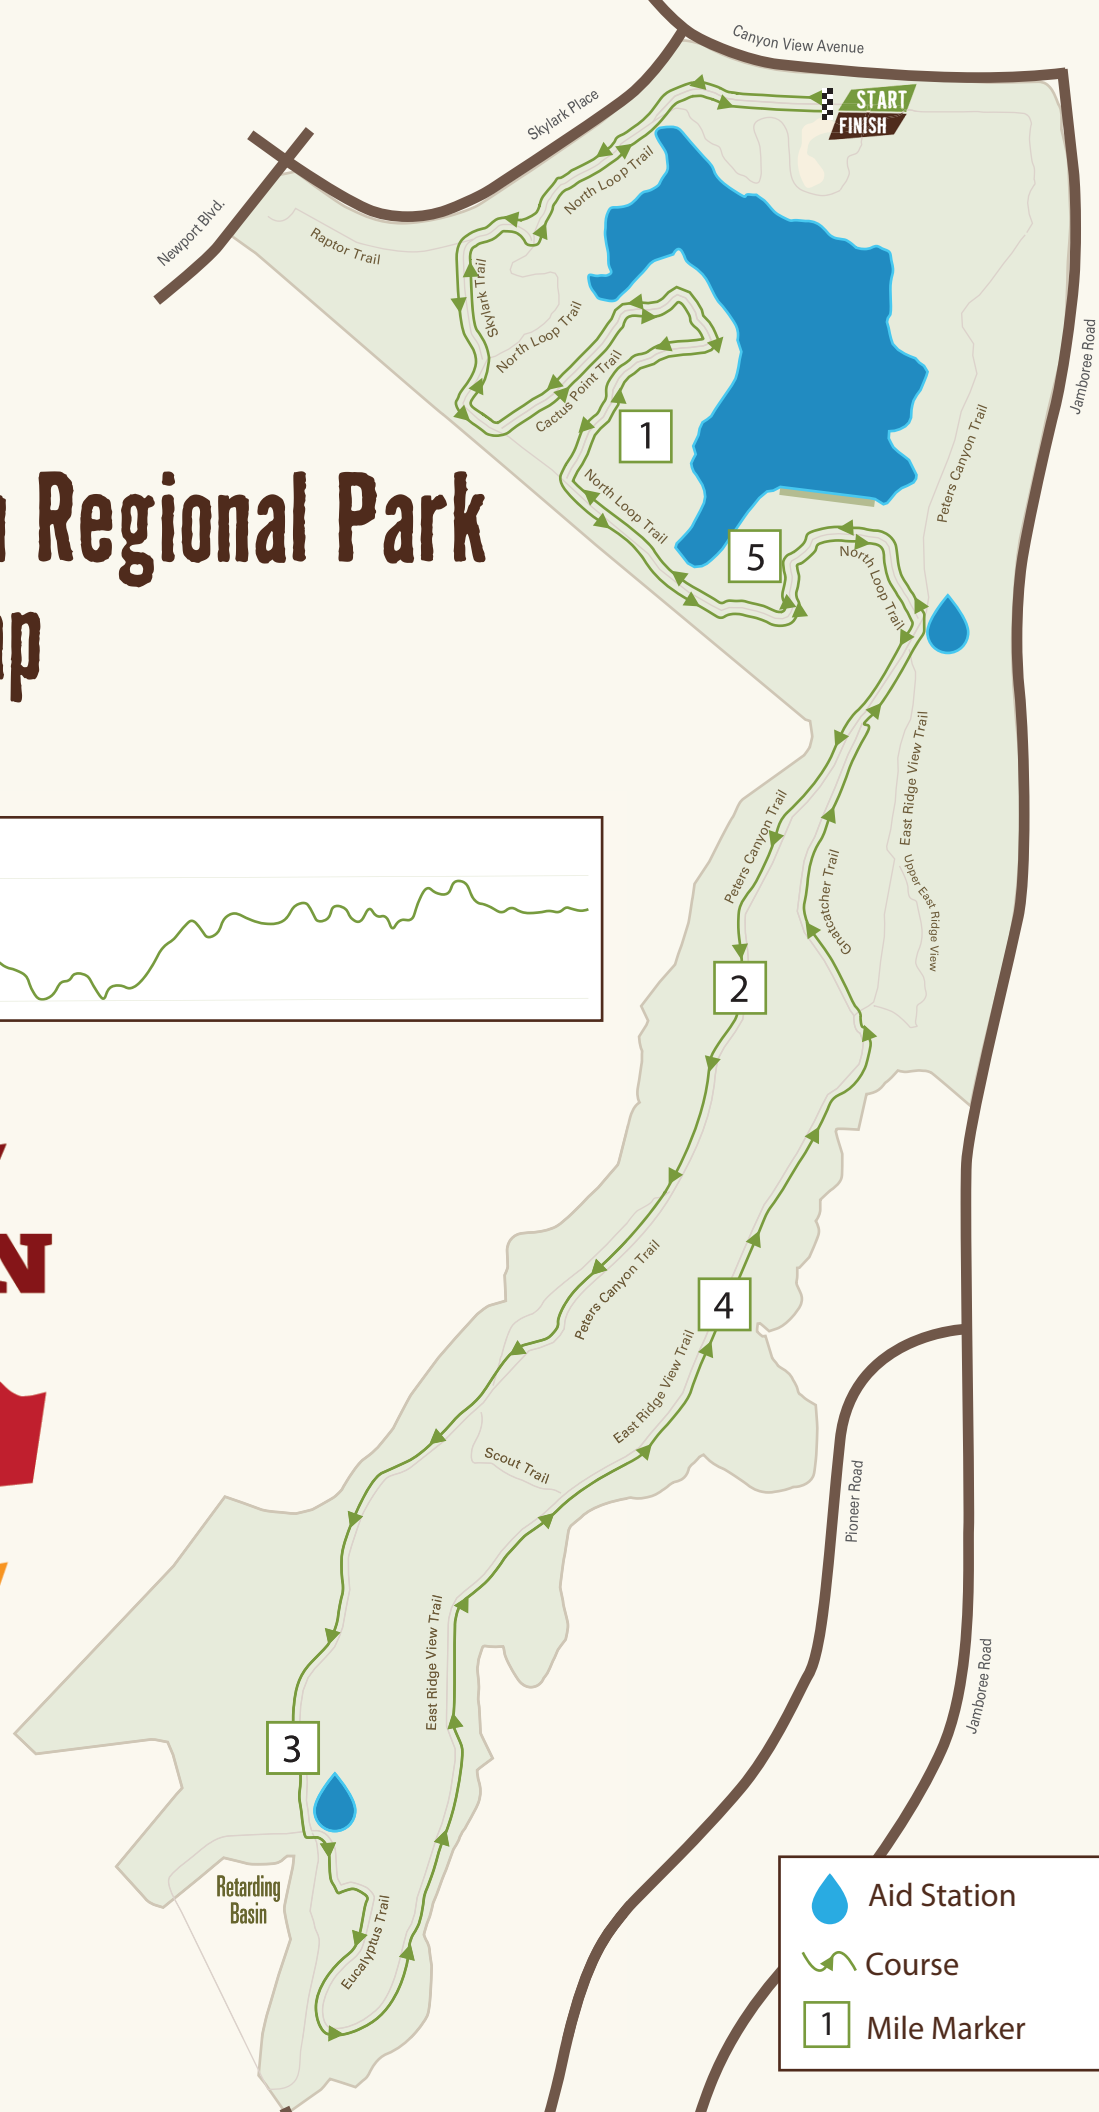 Canyon View Avenue
START
FINISH
Skylark Place
North Loop Trail
Newport Blvd.
Raptor Trail
Skylark Trail
North Loop Trail
Cactus Point Trail
Jamboree Road
1
Peters Canyon Trail
Regional Park
North Loop Trail
5
North Loop Trail
East Ridge View Trail
Peters Canyon Trail
Gnatcatcher Trail
Upper East Ridge View
2
N
Peters Canyon Trail
4
East Ridge View Trail
Scout Trail
Pioneer Road
East Ridge View Trail
Jamboree Road
3
Retarding
Basin
Eucalyptus Trail
Aid Station
Course
1
Mile Marker